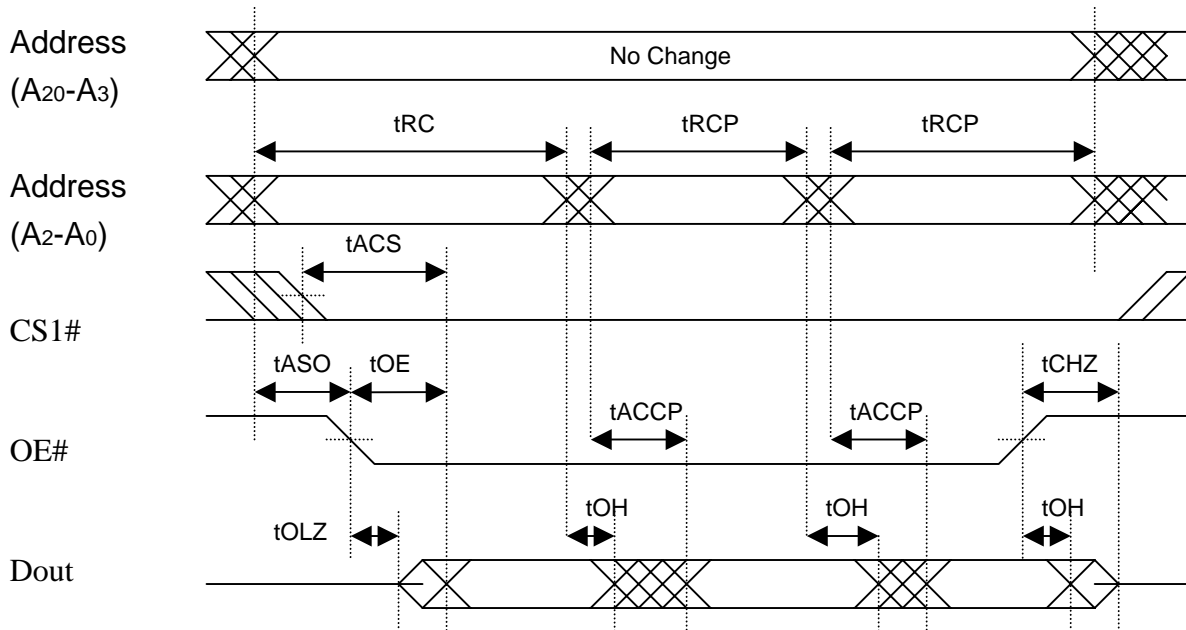 Address
No Change
(A20-A3)
tRC tRCP tRCP
Address
(A2-A0)
tACS
CS1#
tASO tOE tCHZ
tACCP tACCP
OE#
tOH tOH tOH
tOLZ
Dout